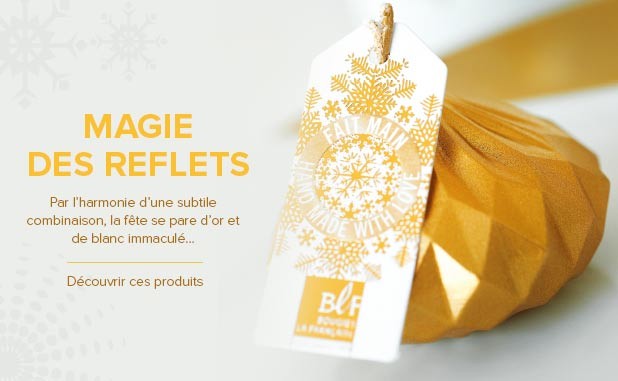 MAGIE
DES REFLETS
Par l'harmonie d'une subtile
combinaison, la fête se pare d'or et
de blanc immaculé...
Découvrir ces produits
FAIT MAIN
HAND MADE WITH LOVE
BLF
BOUGIE
LA FRANÇAISE